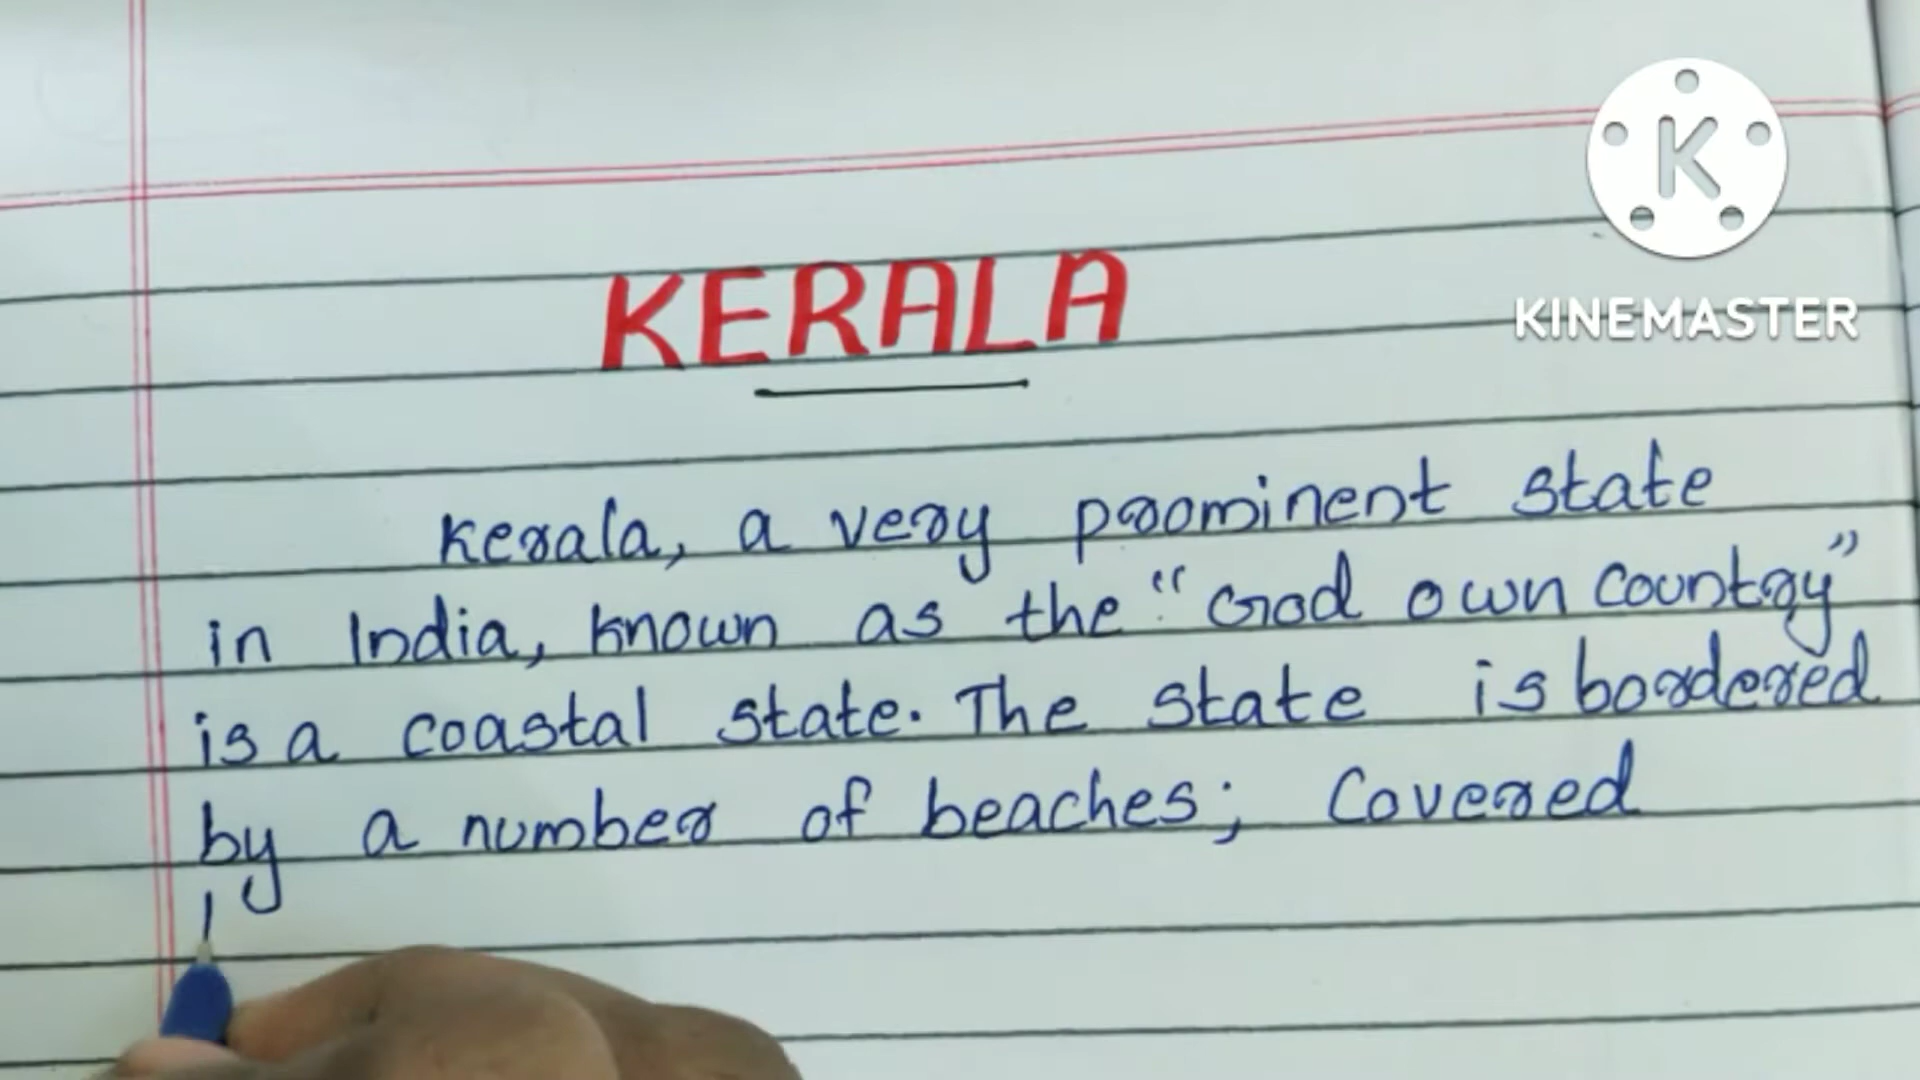 KERALA
K
KINEMASTER
Kerala, a very prominent state
in India, known as the "God own country"
is a coastal state. The state is bordered
by a number of beaches; Covered